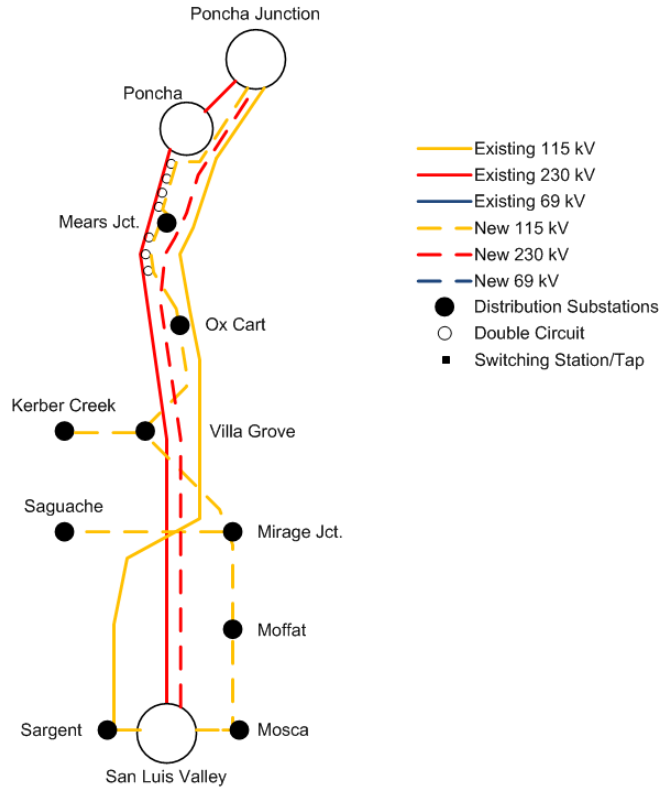 Poncha Junction
Poncha
Existing 115 kV
Existing 230 kV
Existing 69 kV
New 115 kV
New 230 kV
New 69 kV
Distribution Substations
Double Circuit
Switching Station/Tap
Mears Jct.
Ox Cart
Kerber Creek
Villa Grove
Saguache
Mirage Jct.
Moffat
Sargent
Mosca
San Luis Valley